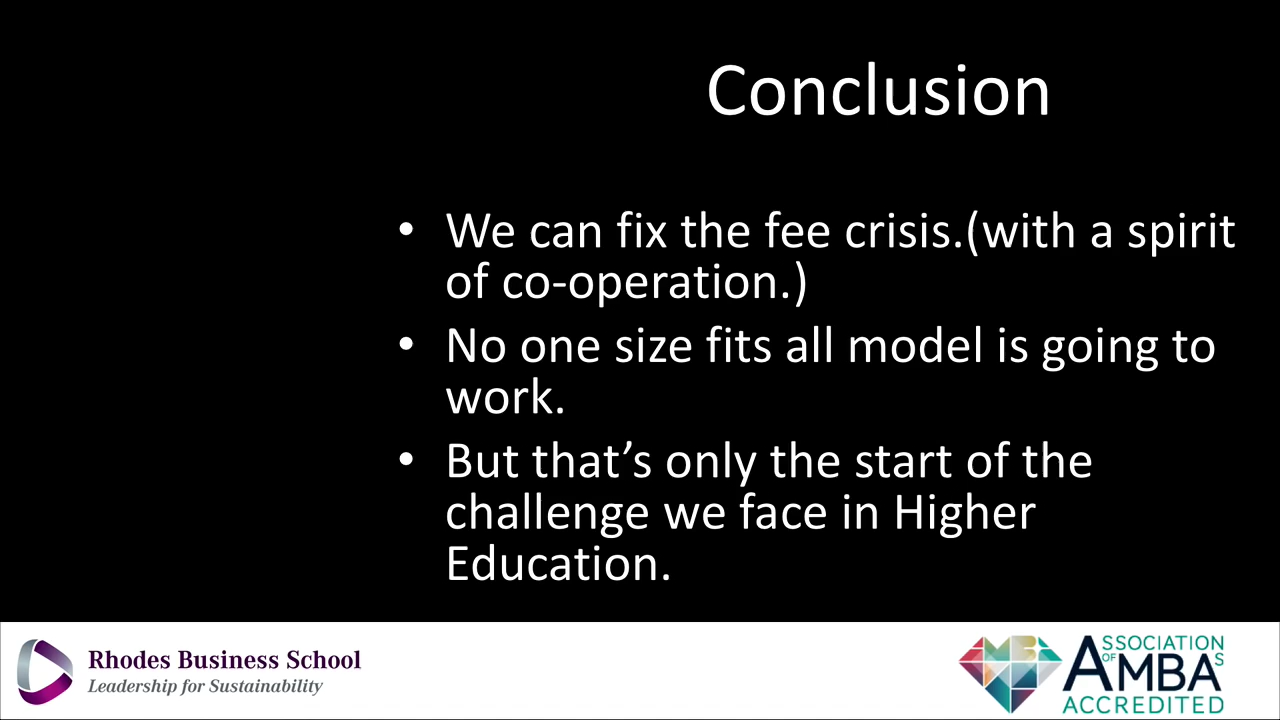 Conclusion
• We can fix the fee crisis.(with a spirit
of co-operation.)
• No one size fits all model is going to
work.
• But that’s only the start of the
challenge we face in Higher
Education.
Rhodes Business School
Leadership for Sustainability
ASSOCIATION
OF
AMBA'S
ACCREDITED